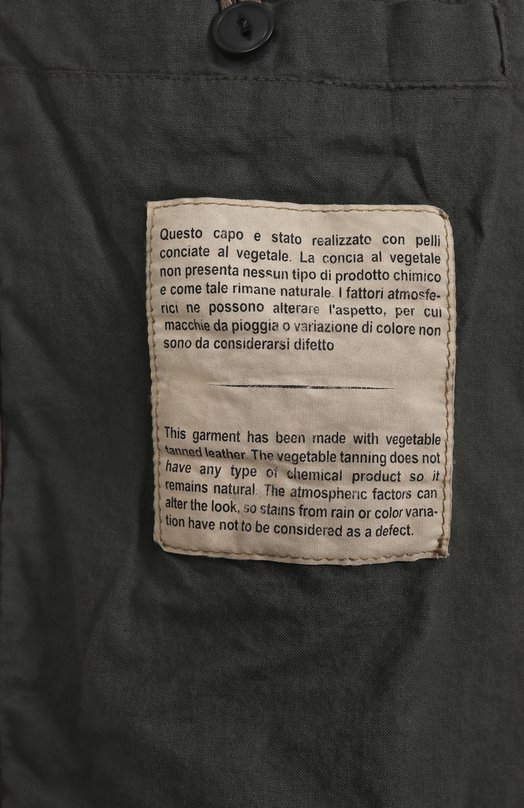 Questo capo e stato realizzato con pelli
conciate al vegetale. La concia al vegetale
non presenta nessun tipo di prodotto chimico
e come tale rimane naturale. I fattori atmosfe-
rici ne possono alterare l'aspetto, per cui
macchie da pioggia o variazione di colore non
sono da considerarsi difetto
This garment has been made with vegetable
tanned leather. The vegetable tanning does not
have any type of chemical product so it
remains natural. The atmospheric factors can
alter the look, so stains from rain or color varia-
tion have not to be considered as a defect.